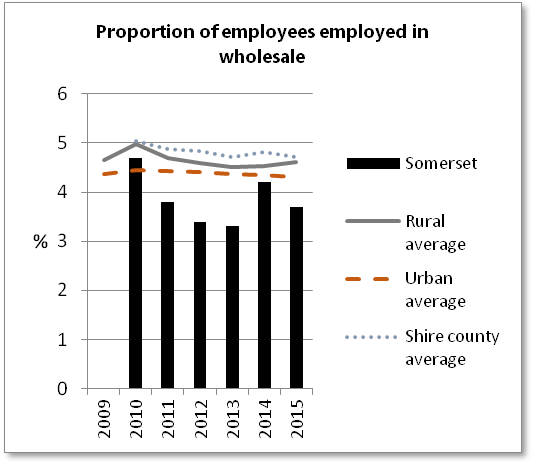 Proportion of employees employed in
wholesale
6
5
4
3
2
1
0
%
2009
2010
2011
2012
2013
2014
2015
Somerset
Rural
average
Urban
average
Shire county
average